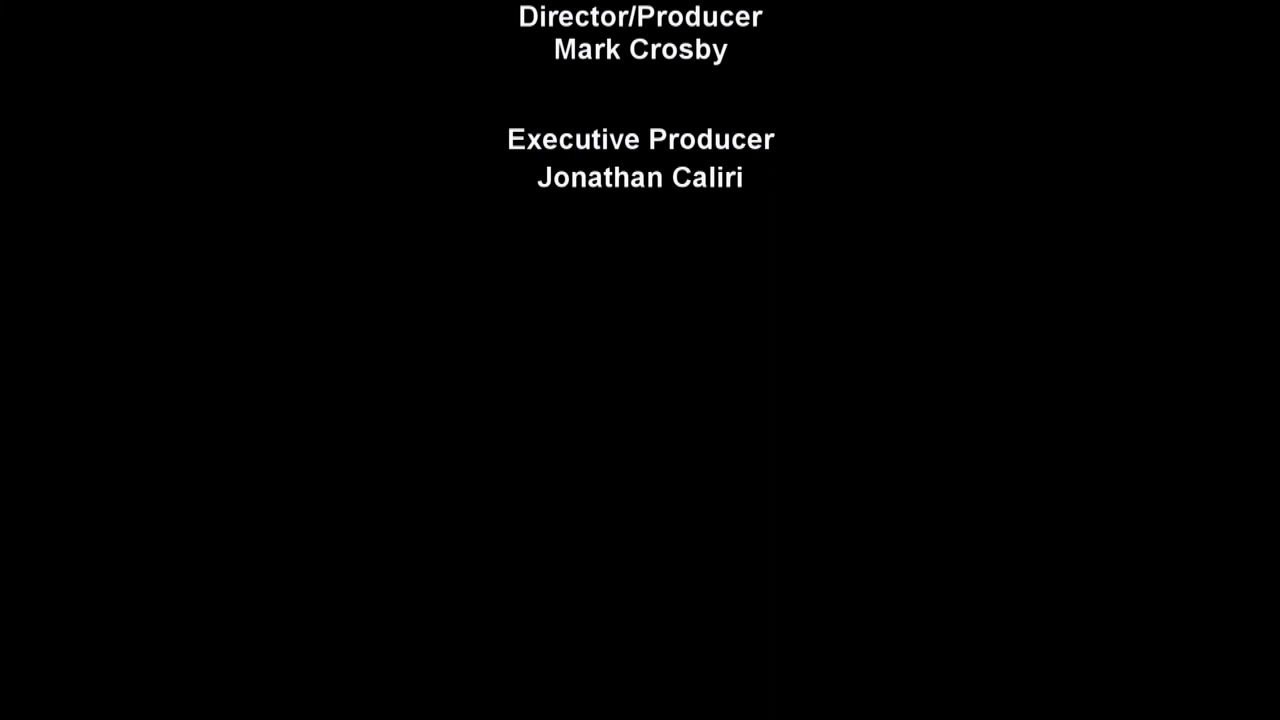 Director/Producer
Mark Crosby
Executive Producer
Jonathan Caliri